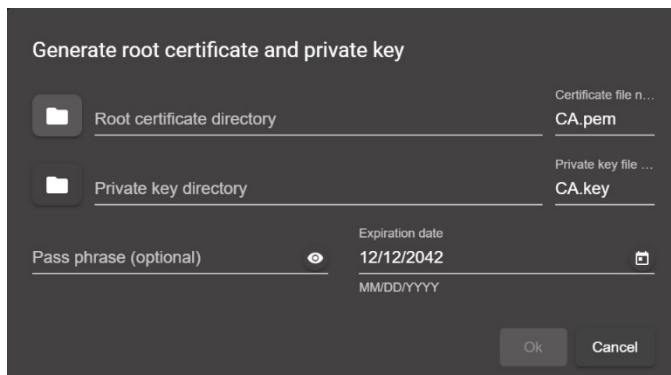 Generate root certificate and private key
Certificate file n...
Root certificate directory
CA.pem
Private key file ...
Private key directory
CA.key
Expiration date
Pass phrase (optional)
12/12/2042
MM/DD/YYYY
Ok
Cancel